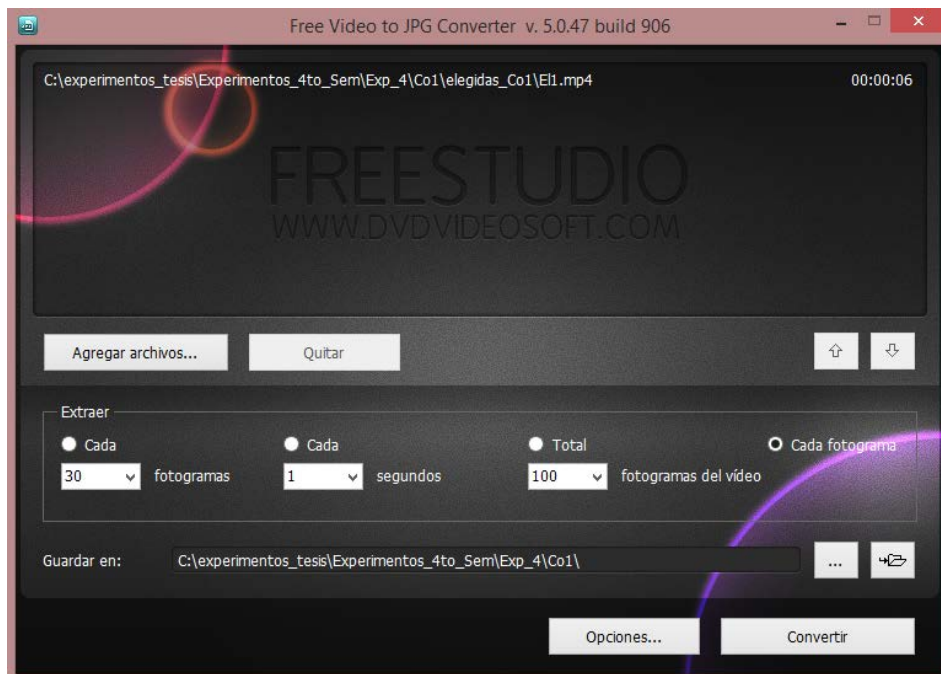 Free Video to JPG Converter v. 5.0.47 build 906
C:\experimentos_tesis\Experimentos_4to_Sem\Exp_4\Co1\elegidas_Co1\El1.mp4 00:00:06
FREESTUDIO
WWW.DVDVIDEOSOFT.COM
Agregar archivos... Quitar
Extraer
Cada Cada Total Cada fotograma
30 fotogramas 1 segundos 100 fotogramas del vídeo
Guardar en: C:\experimentos_tesis\Experimentos_4to_Sem\Exp_4\Co1\ ...
Opciones... Convertir